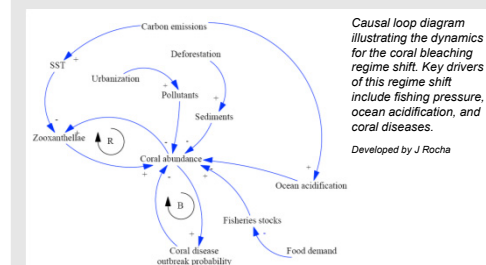 Carbon emissions
Deforestation
SST
Urbanization
Pollutants
Sediments
Zooxanthellae
R
Coral abundance
Ocean acidification
B
Fisheries stocks
Coral disease
outbreak probability
Food demand
+
+
+
-
+
-
-
+
-
+
-
+
-
+
-
Causal loop diagram
illustrating the dynamics
for the coral bleaching
regime shift. Key drivers
of this regime shift
include fishing pressure,
ocean acidification, and
coral diseases.
Developed by J Rocha